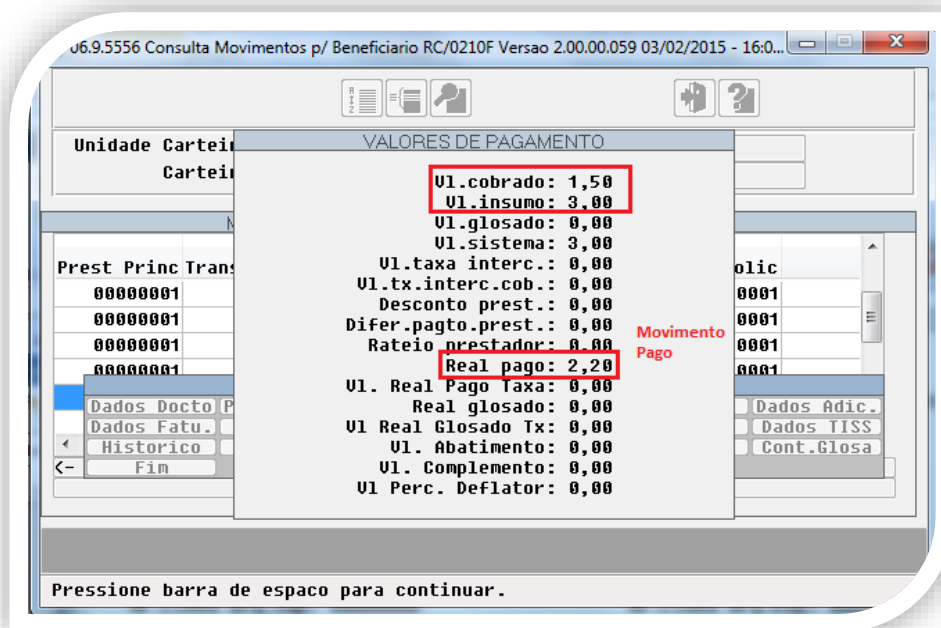 06.9.5556 Consulta Movimentos p/ Beneficiario RC/0210F Versao 2.00.00.059 03/02/2015 - 16:0...
Unidade Cartei
Cartei
VALORES DE PAGAMENTO
Vl.cobrado: 1,50
Vl.insumo: 3,00
Vl.glosado: 0,00
Vl.sistema: 3,00
Vl.taxa interc.: 0,00
Vl.tx.interc.cob.: 0,00
Desconto prest.: 0,00
Difer.pagto.prest.: 0,00
Rateio prestador: 0,00
Real pago: 2,20
Vl. Real Pago Taxa: 0,00
Real glosado: 0,00
Vl Real Glosado Tx: 0,00
Vl. Abatimento: 0,00
Vl. Complemento: 0,00
Vl Perc. Deflator: 0,00
Movimento
Pago
M
Prest Princ Trans olic
00000001 0001
00000001 0001
00000001 0001
00000001 0001
Dados Docto P Dados Adic.
Dados Fatu. Dados TISS
Historico Cont.Glosa
<- Fim
Pressione barra de espaco para continuar.